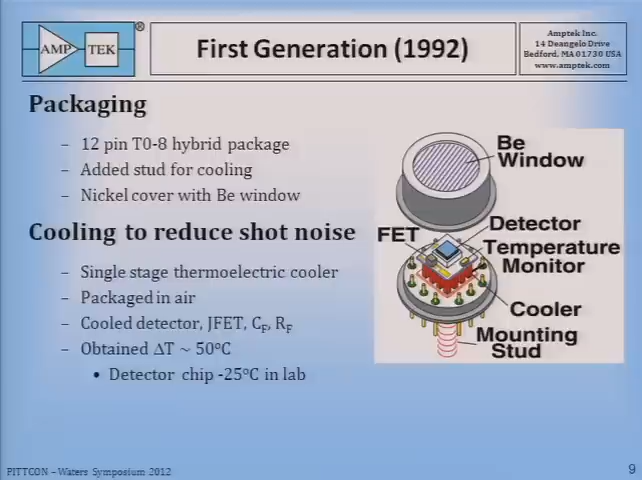 AMP TEK ®
First Generation (1992)
Amptek Inc.
14 Deangelo Drive
Bedford, MA 01730 USA
www.amptek.com
Packaging
– 12 pin T0-8 hybrid package
– Added stud for cooling
– Nickel cover with Be window
Cooling to reduce shot noise
– Single stage thermoelectric cooler
– Packaged in air
– Cooled detector, JFET, CF, RF
– Obtained ΔT ~ 50°C
• Detector chip -25°C in lab
Be
Window
FET
Detector
Temperature
Monitor
Cooler
Mounting
Stud
PITTCON – Waters Symposium 2012
9